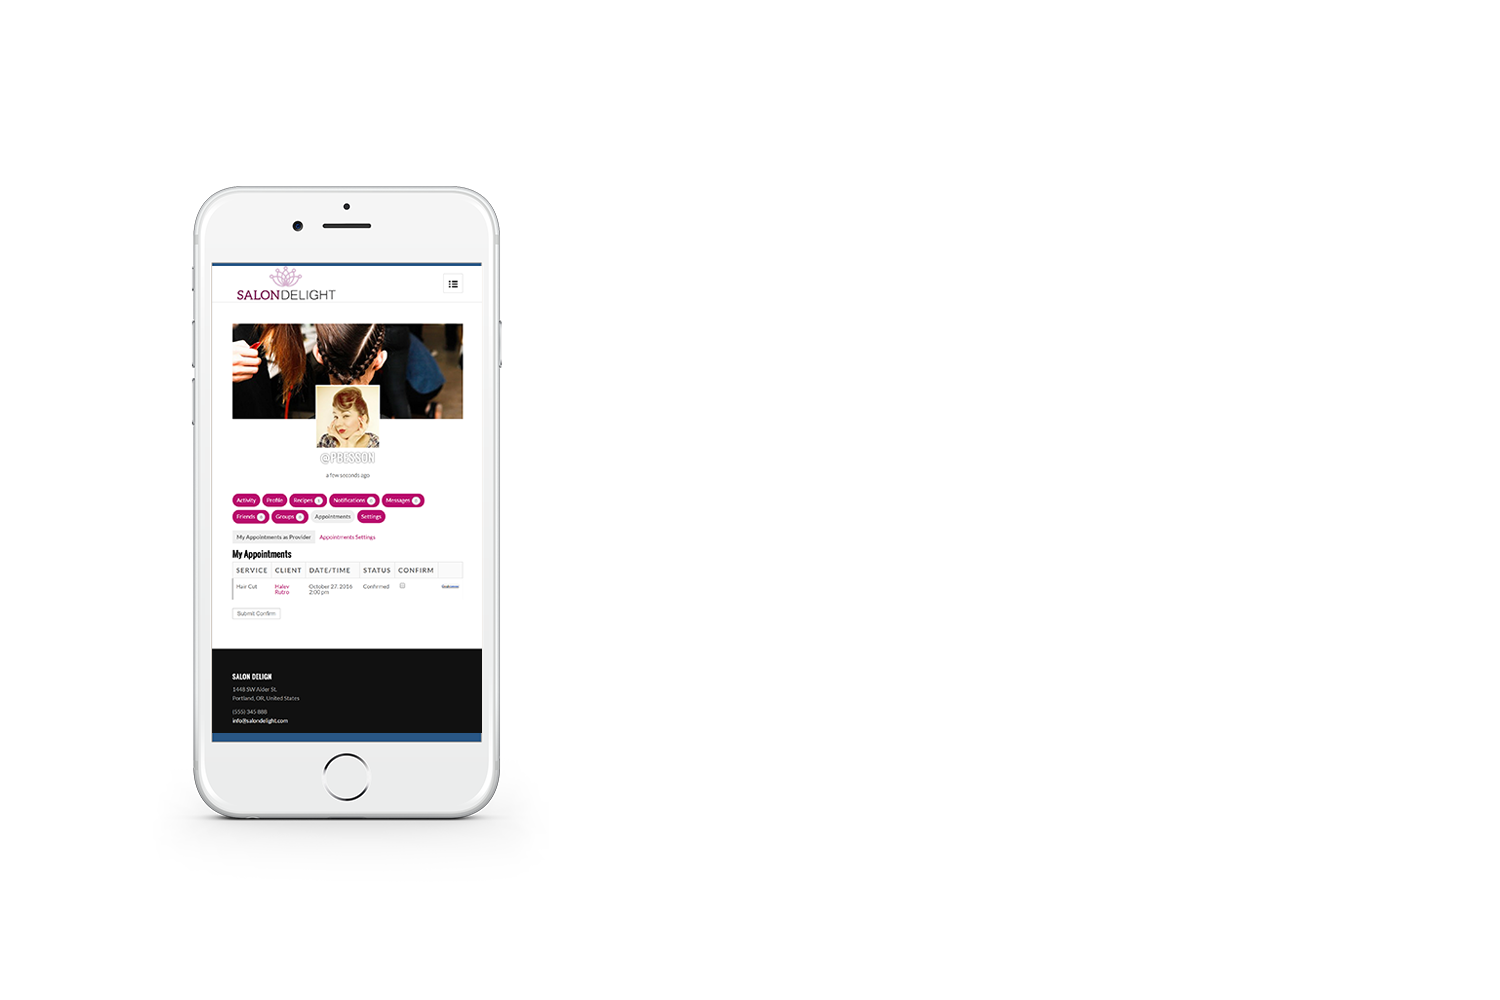 SALONDELIGHT
@PBESSON
a few seconds ago
Activity Profile Recipes Notifications Messages
Friends Groups Appointments Settings
My Appointments as Provider Appointments Settings
My Appointments
SERVICE CLIENT DATE/TIME STATUS CONFIRM
Hair Cut Haley October 27, 2016 Confirmed
Rutro 2:00 pm
Submit Confirm
SALON DELIGN
1448 SW Alder St.
Portland, OR, United States
(555) 345-888
info@salondelight.com